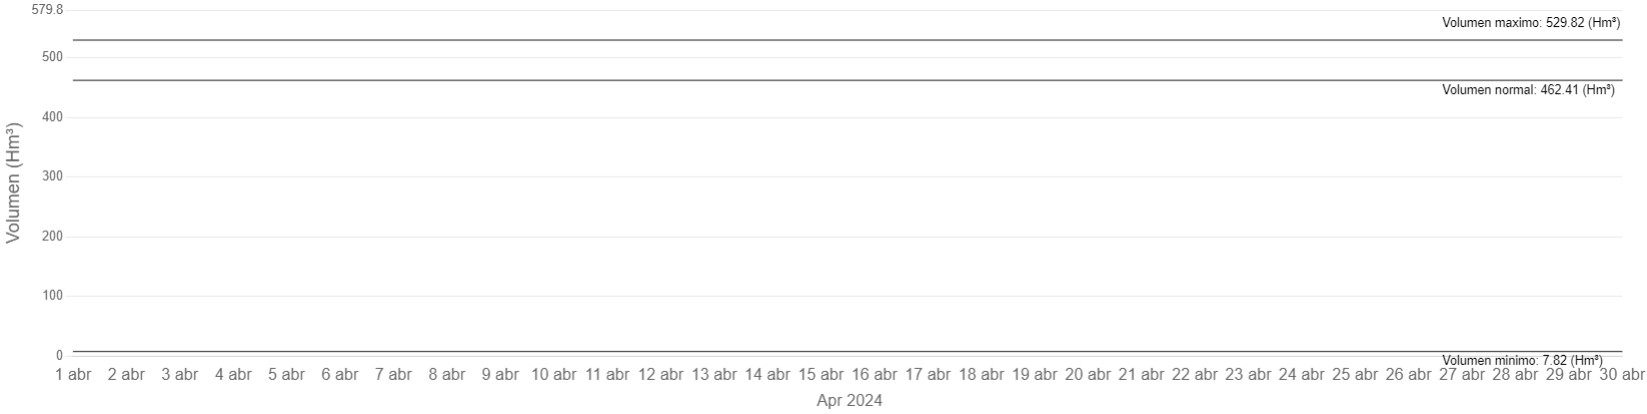 579.8
Volumen maximo: 529.82 (Hm³)
500
Volumen normal: 462.41 (Hm³)
400
300
200
100
0
Volumen minimo: 7.82 (Hm³)
Volumen (Hm³)
1 abr 2 abr 3 abr 4 abr 5 abr 6 abr 7 abr 8 abr 9 abr 10 abr 11 abr 12 abr 13 abr 14 abr 15 abr 16 abr 17 abr 18 abr 19 abr 20 abr 21 abr 22 abr 23 abr 24 abr 25 abr 26 abr 27 abr 28 abr 29 abr 30 abr
Apr 2024